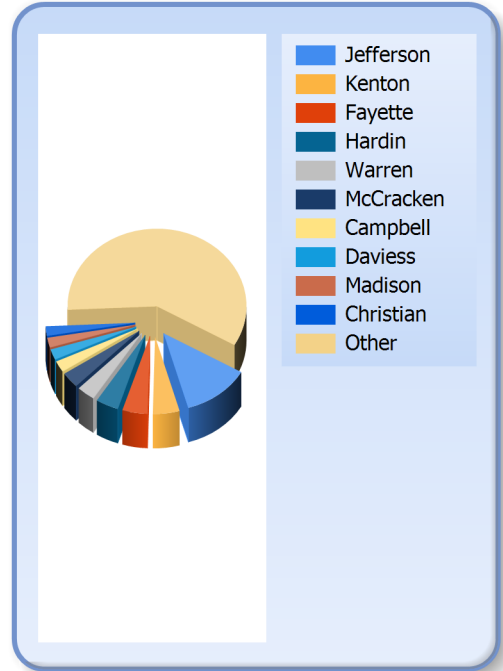 Jefferson
Kenton
Fayette
Hardin
Warren
McCracken
Campbell
Daviess
Madison
Christian
Other